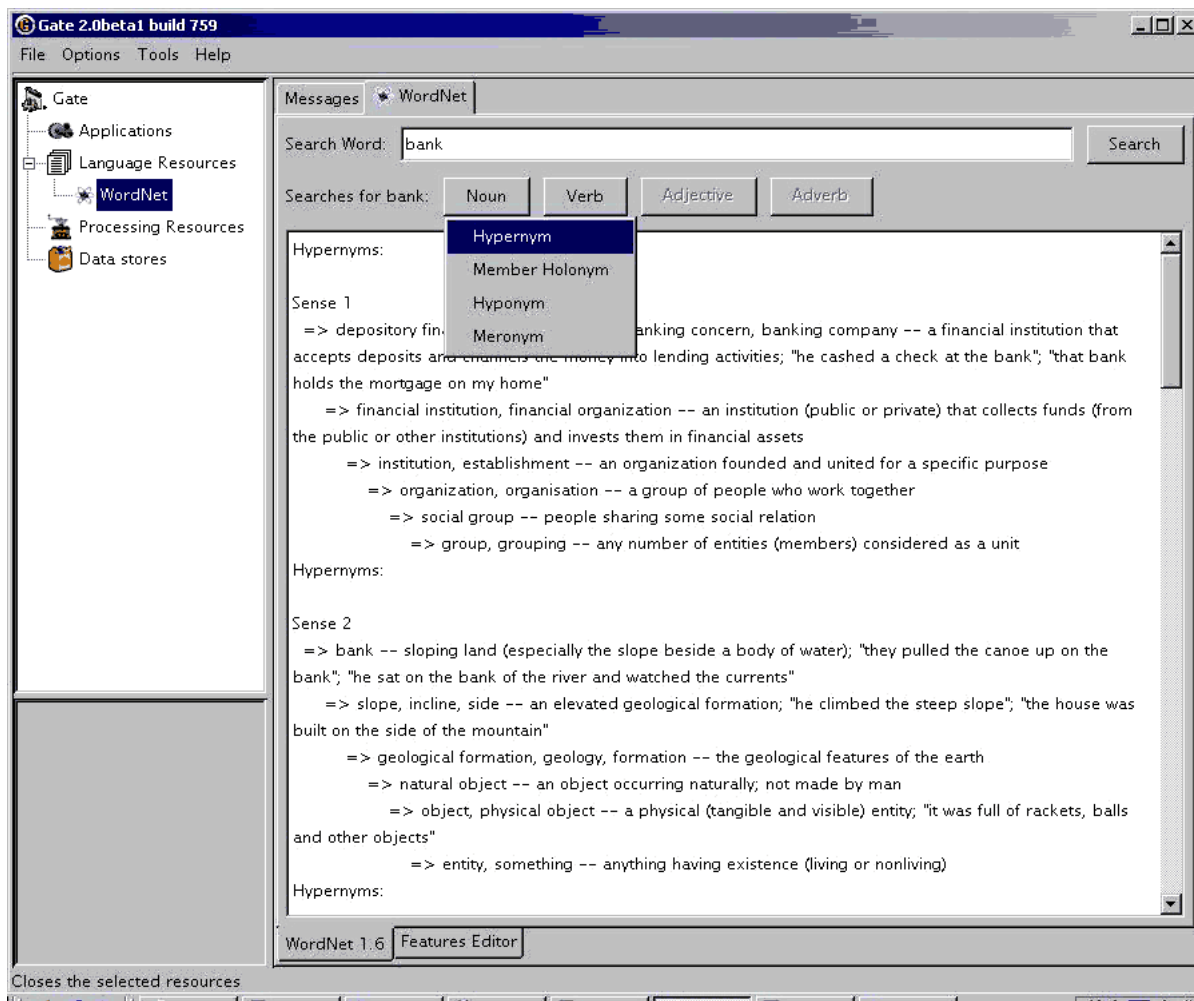 Gate 2.0beta1 build 759
File Options Tools Help
Gate
Applications
Language Resources
WordNet
Processing Resources
Data stores
Messages WordNet
Search Word: bank Search
Searches for bank: Noun Verb Adjective Adverb
Hypernym
Member Holonym
Hyponym
Meronym
Hypernyms:
Sense 1
=> depository anking concern, banking company -- a financial institution that
accepts deposits into lending activities; "he cashed a check at the bank"; "that bank
holds the mortgage on my home"
=> financial institution, financial organization -- an institution (public or private) that collects funds (from
the public or other institutions) and invests them in financial assets
=> institution, establishment -- an organization founded and united for a specific purpose
=> organization, organisation -- a group of people who work together
=> social group -- people sharing some social relation
=> group, grouping -- any number of entities (members) considered as a unit
Hypernyms:
Sense 2
=> bank -- sloping land (especially the slope beside a body of water); "they pulled the canoe up on the
bank"; "he sat on the bank of the river and watched the currents"
=> slope, incline, side -- an elevated geological formation; "he climbed the steep slope"; "the house was
built on the side of the mountain"
=> geological formation, geology, formation -- the geological features of the earth
=> natural object -- an object occurring naturally; not made by man
=> object, physical object -- a physical (tangible and visible) entity; "it was full of rackets, balls
and other objects"
=> entity, something -- anything having existence (living or nonliving)
Hypernyms:
WordNet 1.6 Features Editor
Closes the selected resources